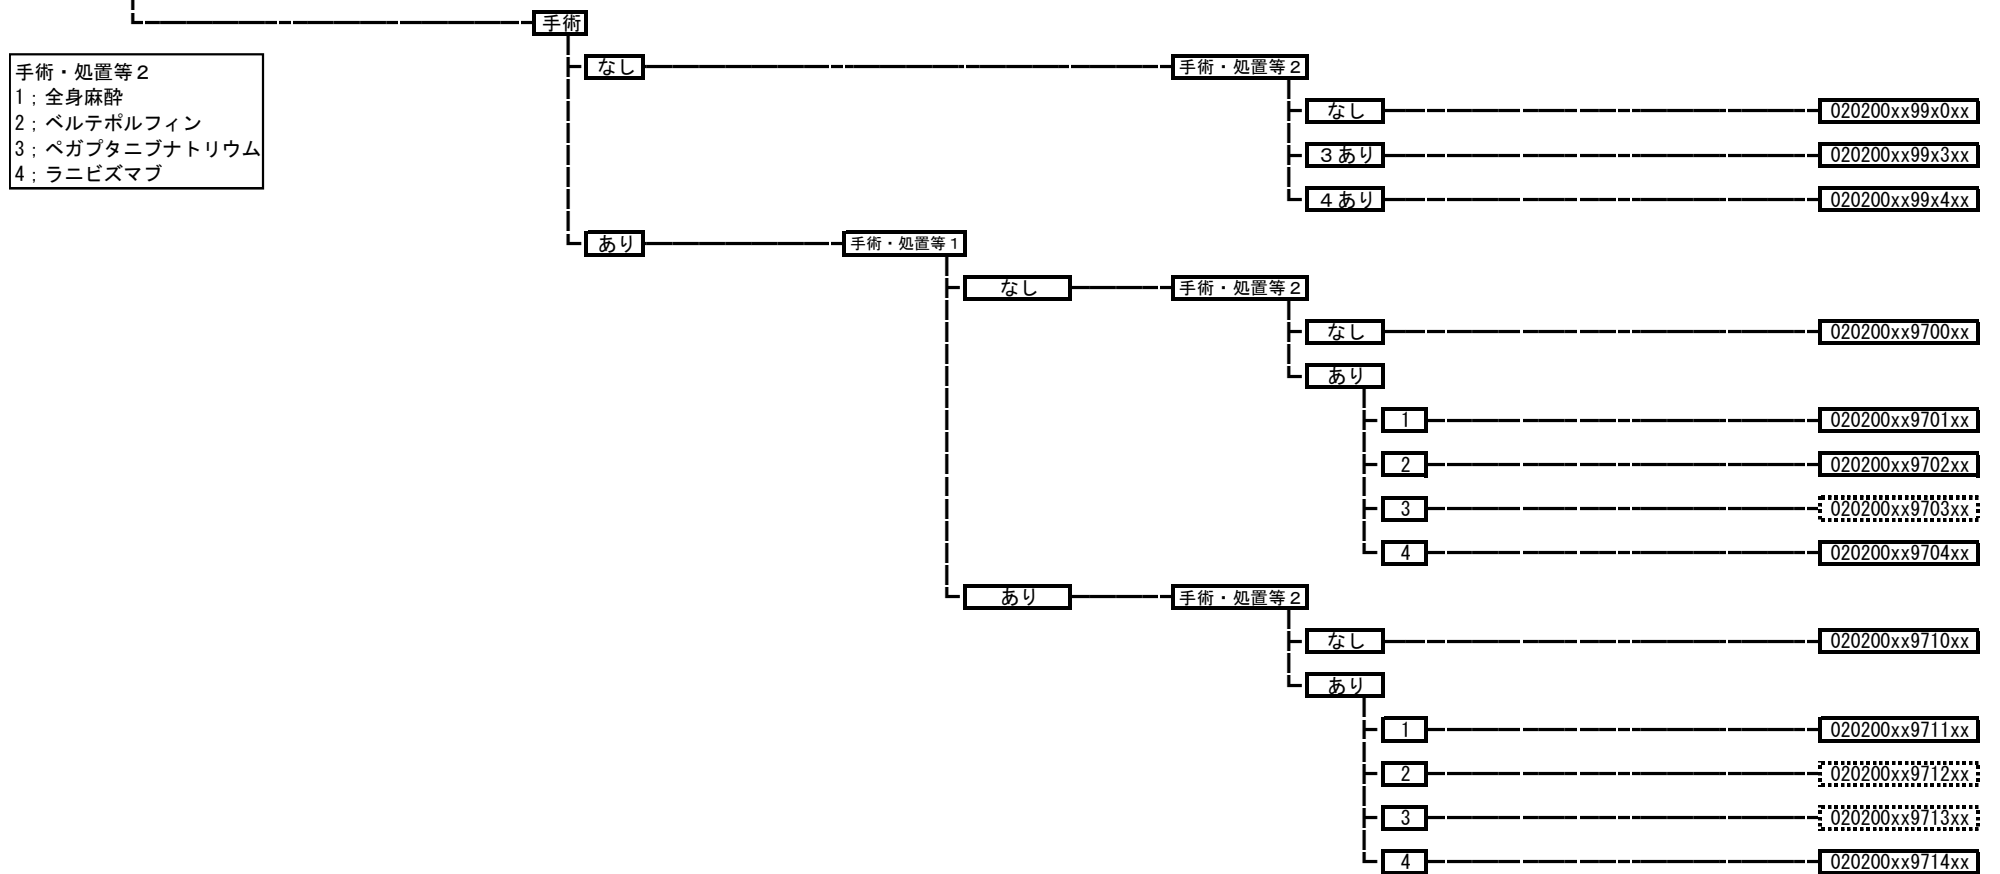 手術
手術・処置等２
1；全身麻酔
2；ベルテポルフィン
3；ペガプタニブナトリウム
4；ラニビズマブ
なし 手術・処置等２
なし 020200xx99x0xx
３あり 020200xx99x3xx
４あり 020200xx99x4xx
あり 手術・処置等１
なし 手術・処置等２
なし 020200xx9700xx
あり
1 020200xx9701xx
2 020200xx9702xx
3 020200xx9703xx
4 020200xx9704xx
あり 手術・処置等２
なし 020200xx9710xx
あり
1 020200xx9711xx
2 020200xx9712xx
3 020200xx9713xx
4 020200xx9714xx